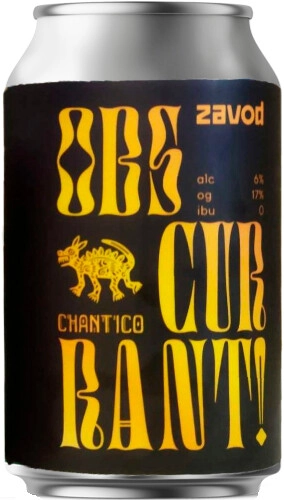 zavod
OBS
alc 6%
og 17%
ibu 0
CUR
CHANTICO
RANT!